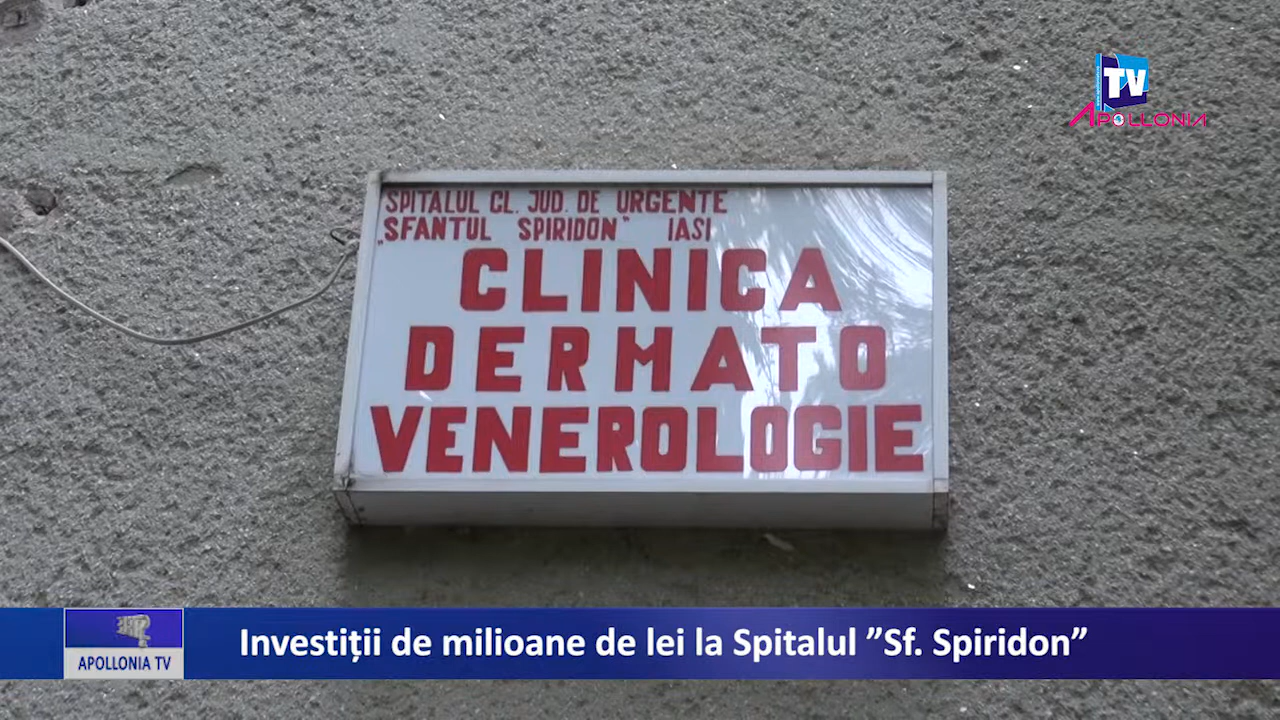 TV
APOLLONIA
SPITALUL CL. JUD. DE URGENTE
„SFANTUL SPIRIDON" IASI
CLINICA
DERMATO
VENEROLOGIE
Investiții de milioane de lei la Spitalul ”Sf. Spiridon”
APOLLONIA TV